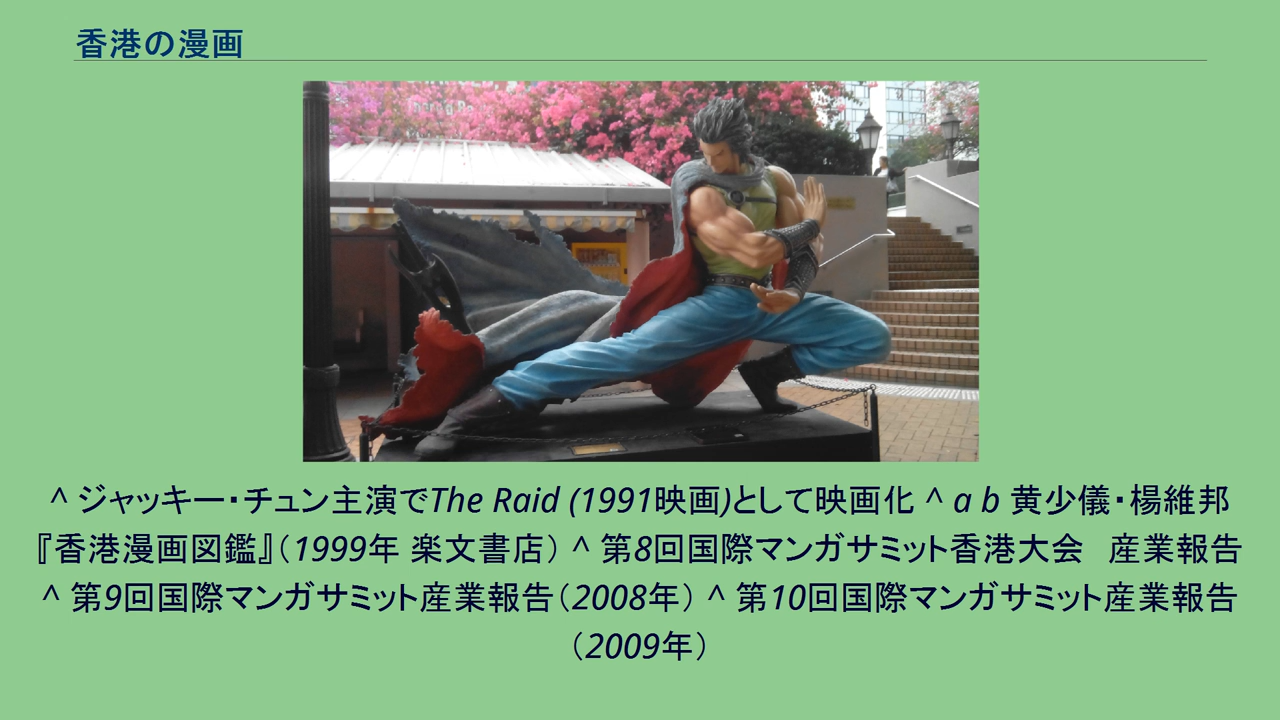 香港の漫画
^ ジャッキー・チュン主演でThe Raid (1991映画)として映画化 ^ a b 黄少儀・楊維邦
『香港漫画図鑑』（1999年 楽文書店） ^ 第8回国際マンガサミット香港大会　産業報告
^ 第9回国際マンガサミット産業報告（2008年） ^ 第10回国際マンガサミット産業報告
（2009年）